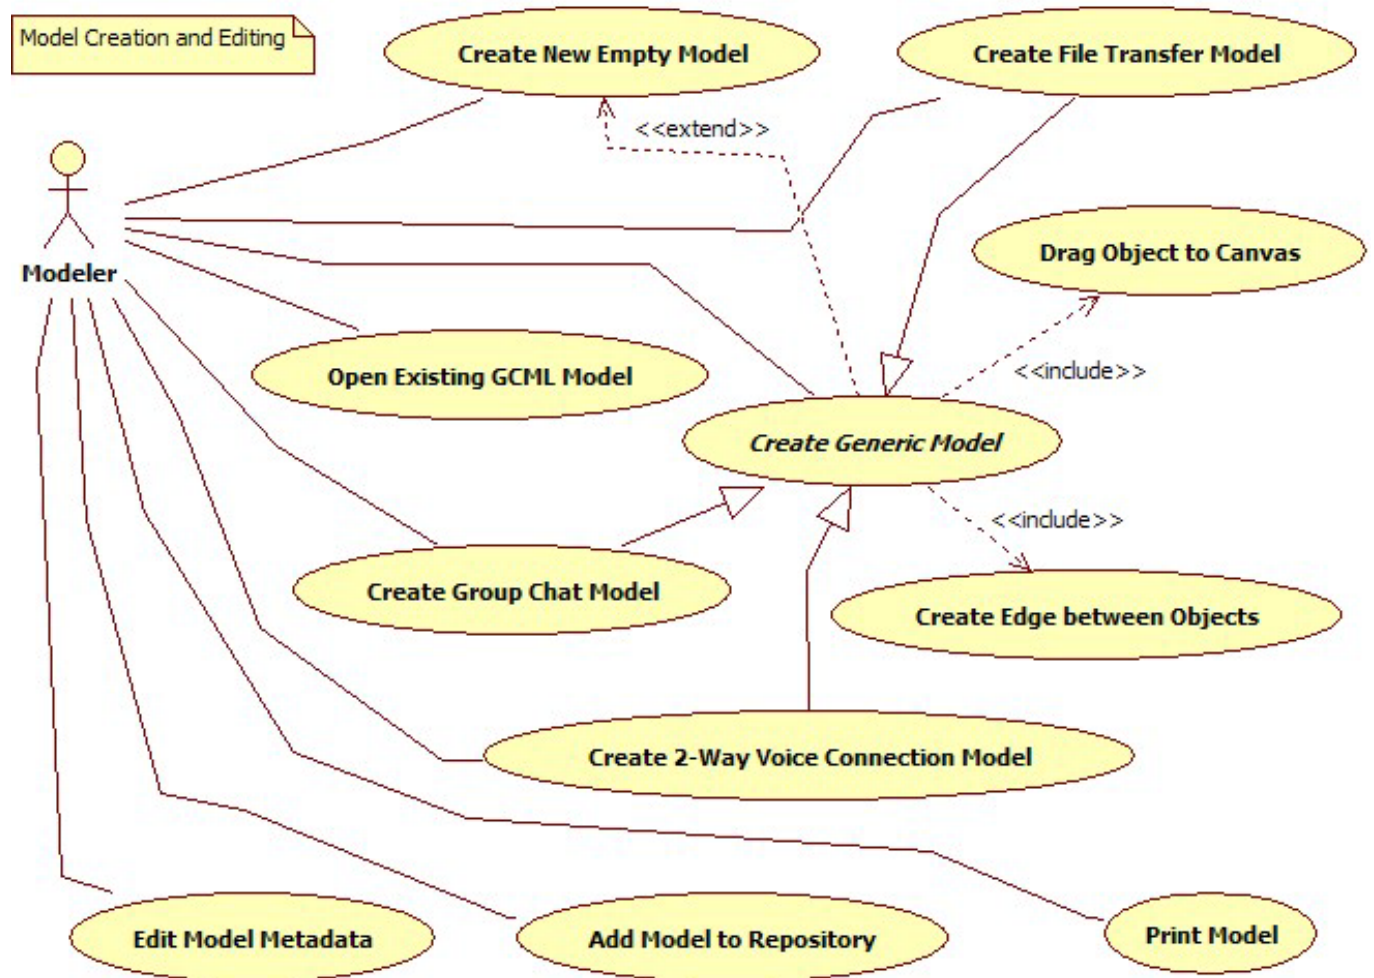 Model Creation and Editing
Create New Empty Model
Create File Transfer Model
<<extend>>
Modeler
Drag Object to Canvas
Open Existing GCML Model
<<include>>
Create Generic Model
<<include>>
Create Group Chat Model
Create Edge between Objects
Create 2-Way Voice Connection Model
Edit Model Metadata
Add Model to Repository
Print Model